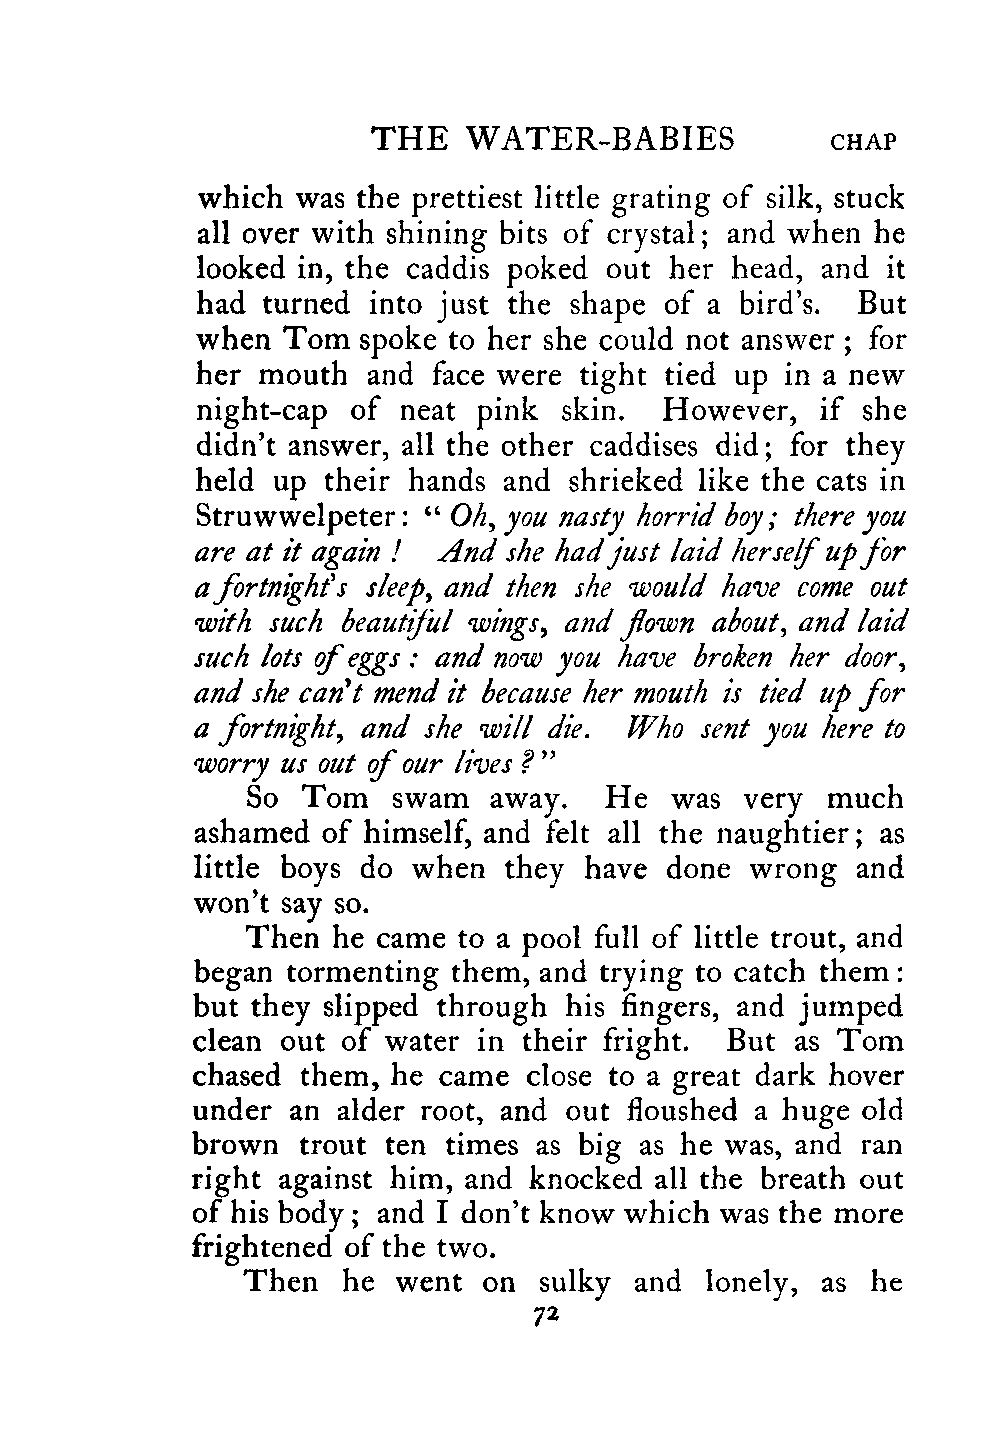 THE WATER-BABIES CHAP
which was the prettiest little grating of silk, stuck
all over with shining bits of crystal; and when he
looked in, the caddis poked out her head, and it
had turned into just the shape of a bird's. But
when Tom spoke to her she could not answer; for
her mouth and face were tight tied up in a new
night-cap of neat pink skin. However, if she
didn't answer, all the other caddises did; for they
held up their hands and shrieked like the cats in
Struwwelpeter: "Oh, you nasty horrid boy; there you
are at it again! And she had just laid herself up for
a fortnight's sleep, and then she would have come out
with such beautiful wings, and flown about, and laid
such lots of eggs: and now you have broken her door,
and she can't mend it because her mouth is tied up for
a fortnight, and she will die. Who sent you here to
worry us out of our lives?"
So Tom swam away. He was very much
ashamed of himself, and felt all the naughtier; as
little boys do when they have done wrong and
won't say so.
Then he came to a pool full of little trout, and
began tormenting them, and trying to catch them:
but they slipped through his fingers, and jumped
clean out of water in their fright. But as Tom
chased them, he came close to a great dark hover
under an alder root, and out floushed a huge old
brown trout ten times as big as he was, and ran
right against him, and knocked all the breath out
of his body; and I don't know which was the more
frightened of the two.
Then he went on sulky and lonely, as he
72